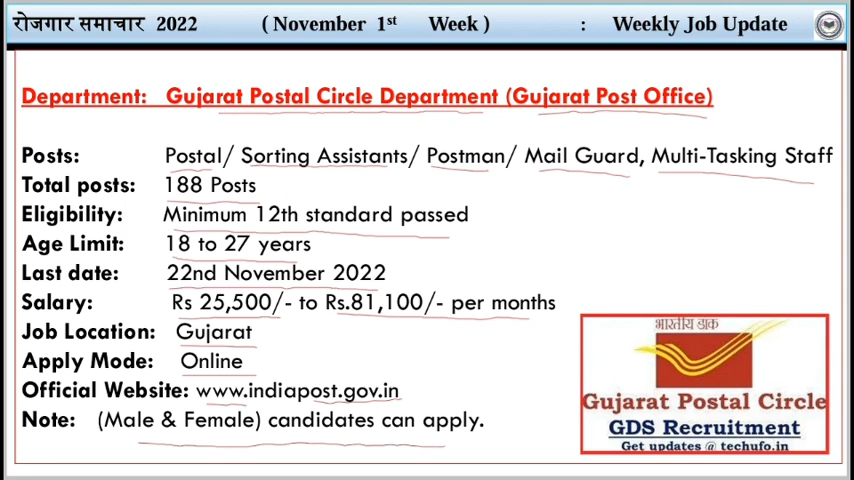 रोजगार समाचार 2022 ( November 1st Week ) : Weekly Job Update
Department: Gujarat Postal Circle Department (Gujarat Post Office)
Posts: Postal/ Sorting Assistants/ Postman/ Mail Guard, Multi-Tasking Staff
Total posts: 188 Posts
Eligibility: Minimum 12th standard passed
Age Limit: 18 to 27 years
Last date: 22nd November 2022
Salary: Rs 25,500/- to Rs.81,100/- per months
Job Location: Gujarat
Apply Mode: Online
Official Website: www.indiapost.gov.in
Note: (Male & Female) candidates can apply.
भारतीय डाक
Gujarat Postal Circle
GDS Recruitment
Get updates @ techufo.in